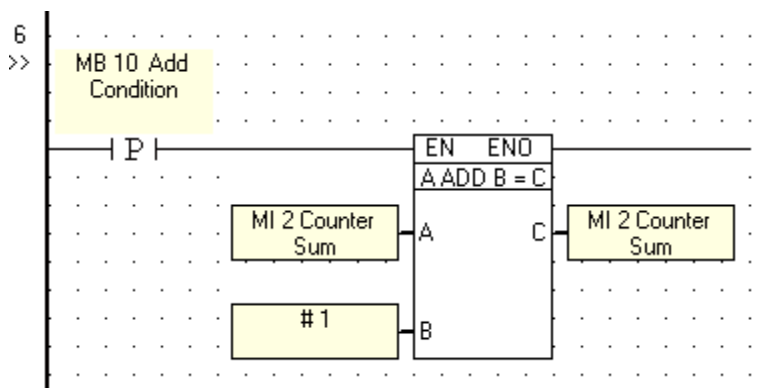 6
>>
MB 10 Add
Condition
P
EN ENO
A ADD B = C
MI 2 Counter
Sum
A
C
MI 2 Counter
Sum
# 1
B